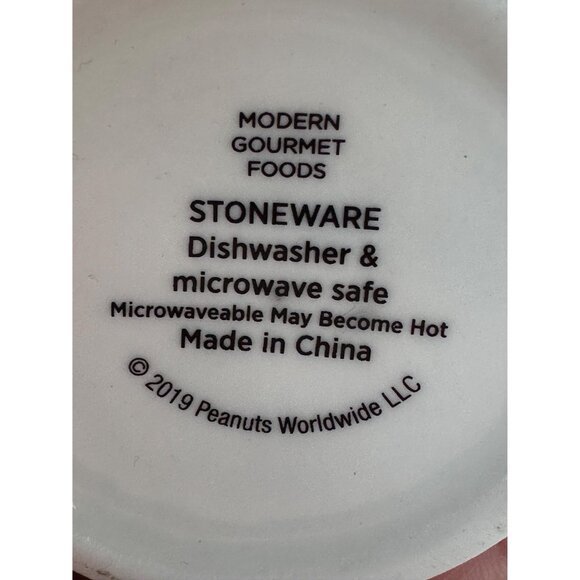 MODERN
GOURMET
FOODS
STONEWARE
Dishwasher &
microwave safe
Microwaveable May Become Hot
Made in China
© 2019 Peanuts Worldwide LLC